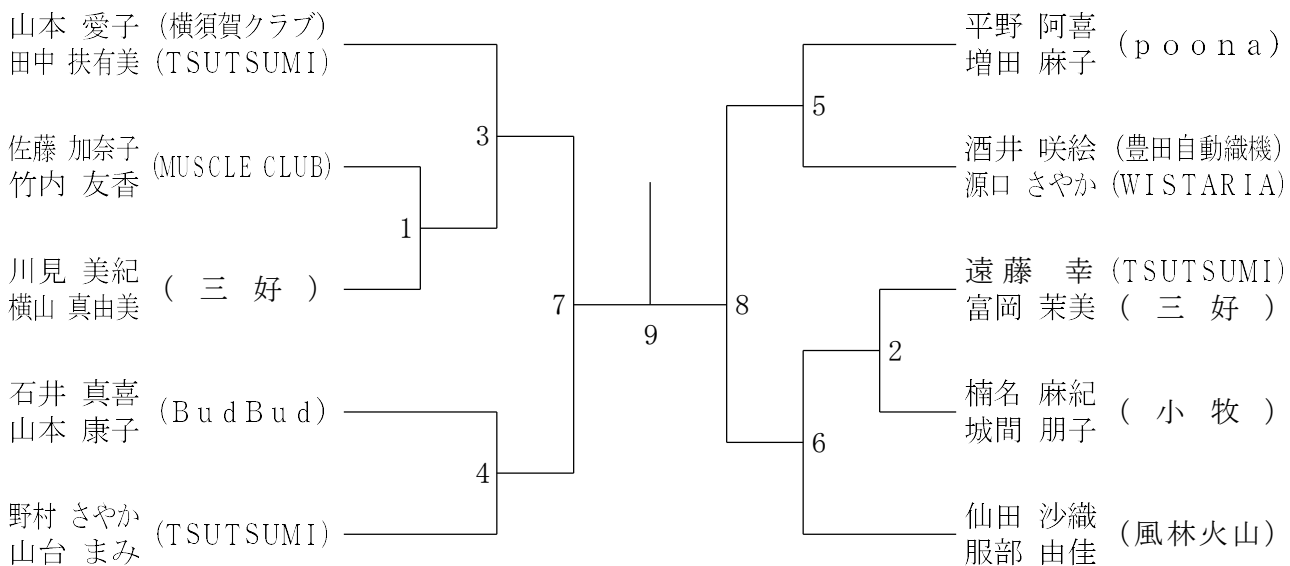 山本 愛子 (横須賀クラブ)
田中 扶有美 (TSUTSUMI)
佐藤 加奈子
竹内 友香
(MUSCLE CLUB)
川見 美紀
横山 真由美
(三好)
石井 真喜
山本 康子
(BudBud)
野村 さやか
山台 まみ
(TSUTSUMI)
1
3
4
7
9
8
5
2
6
平野 阿喜
増田 麻子
(poona)
酒井 咲絵 (豊田自動織機)
源口 さやか (WISTARIA)
遠藤 幸 (TSUTSUMI)
富岡 茉美 (三好)
楠名 麻紀
城間 朋子
(小牧)
仙田 沙織
服部 由佳
(風林火山)